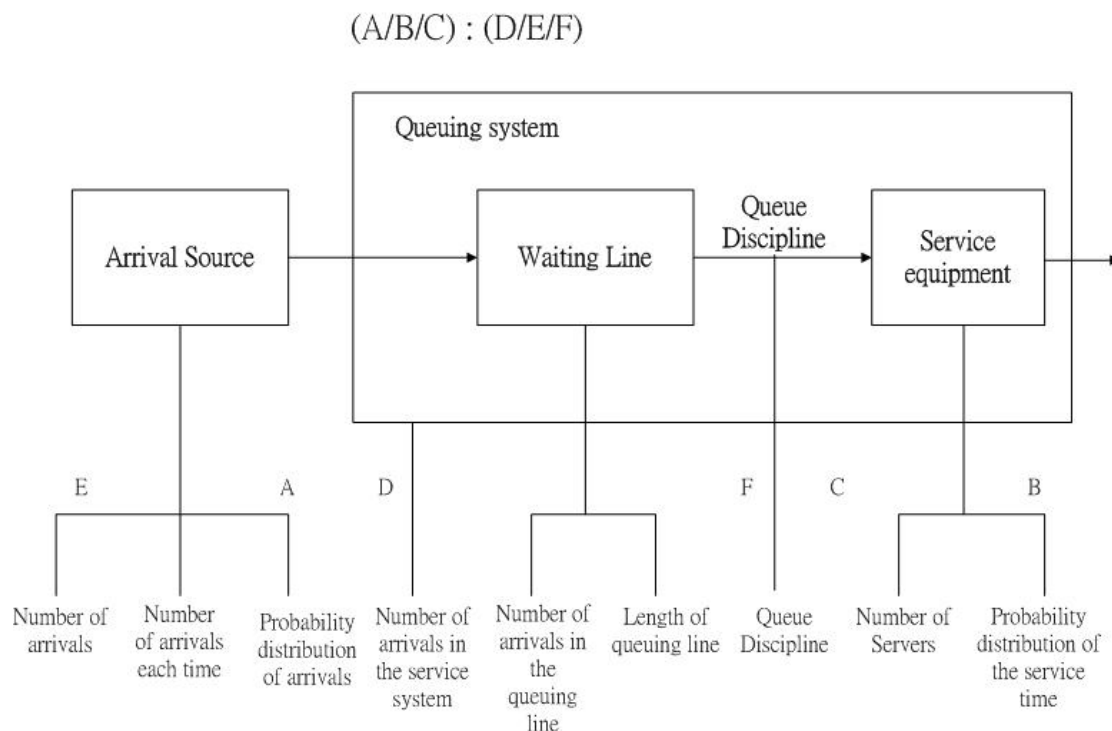 (A/B/C) : (D/E/F)
Queuing system
Arrival Source
Waiting Line
Queue
Discipline
Service
equipment
E
A
D
F
C
B
Number of
arrivals
Number
of arrivals
each time
Probability
distribution
of arrivals
Number of
arrivals in
the service
system
Number of
arrivals in
the
queuing
line
Length of
queuing line
Queue
Discipline
Number of
Servers
Probability
distribution of
the service
time